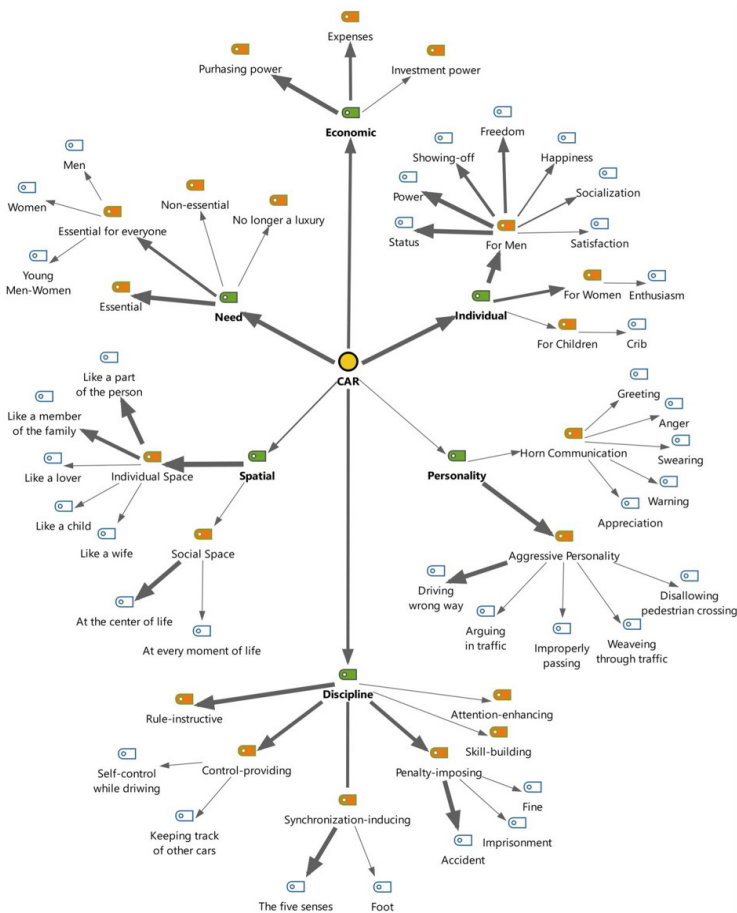 Expenses
Purhasing power
Investment power
Economic
Freedom
Showing-off
Happiness
Power
Socialization
Status
For Men
Satisfaction
Men
Women
Non-essential
No longer a luxury
Essential for everyone
Young
Men-Women
Essential
Need
Individual
For Women
Enthusiasm
For Children
Crib
CAR
Like a part
of the person
Like a member
of the family
Like a lover
Individual Space
Spatial
Like a child
Like a wife
Social Space
At the center of life
At every moment of life
Greeting
Anger
Horn Communication
Swearing
Personality
Warning
Appreciation
Aggressive Personality
Driving
wrong way
Disallowing
pedestrian crossing
Arguing
in traffic
Improperly
passing
Weaveing
through traffic
Discipline
Rule-instructive
Attention-enhancing
Skill-building
Self-control
while driwing
Control-providing
Penalty-imposing
Keeping track
of other cars
Synchronization-inducing
Fine
Imprisonment
Accident
The five senses
Foot